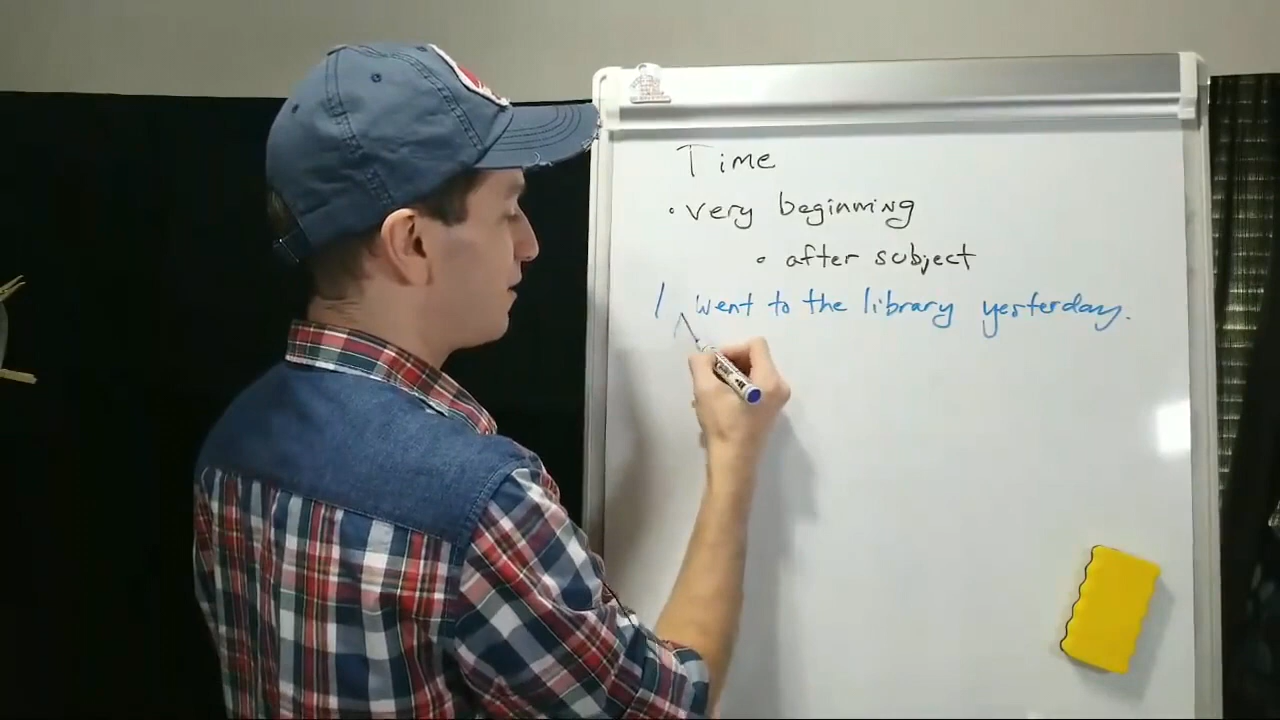 Time
• very beginning
• after subject
I went to the library yesterday.